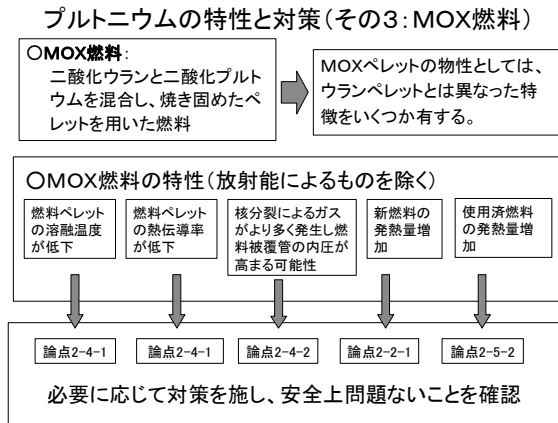 プルトニウムの特性と対策(その3:MOX燃料)
○MOX燃料:
二酸化ウランと二酸化プルト
ウムを混合し、焼き固めたペ
レットを用いた燃料
MOXペレットの物性としては、
ウランペレットとは異なった特
徴をいくつか有する。
○MOX燃料の特性(放射能によるものを除く)
燃料ペレット
の溶融温度
が低下
燃料ペレット
の熱伝導率
が低下
核分裂によるガス
がより多く発生し燃
料被覆管の内圧が
高まる可能性
新燃料の
発熱量増
加
使用済燃料
の発熱量増
加
論点2-4-1
論点2-4-1
論点2-4-2
論点2-2-1
論点2-5-2
必要に応じて対策を施し、安全上問題ないことを確認